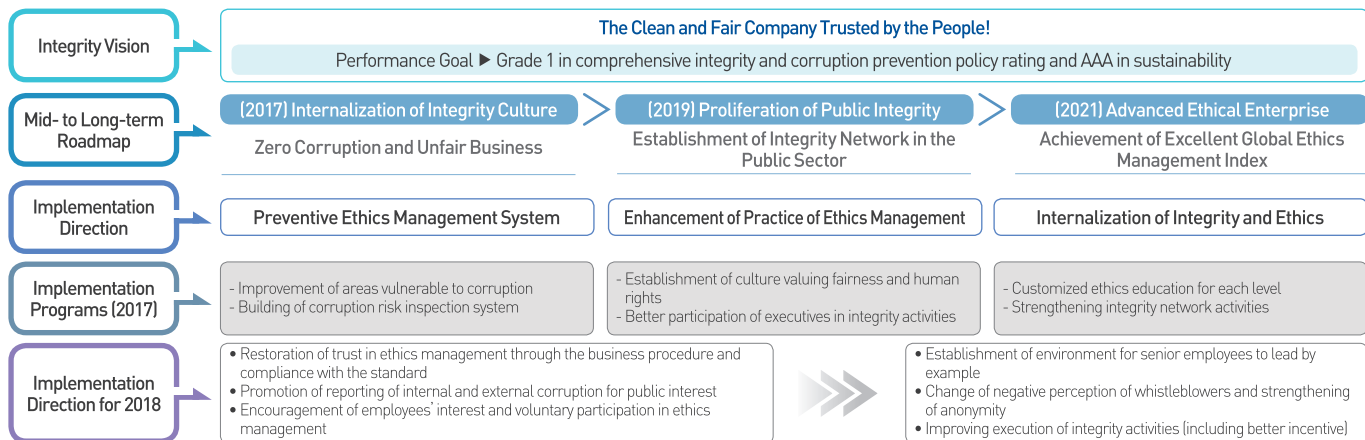 Integrity Vision
The Clean and Fair Company Trusted by the People!
Performance Goal ▶ Grade 1 in comprehensive integrity and corruption prevention policy rating and AAA in sustainability
Mid- to Long-term
Roadmap
(2017) Internalization of Integrity Culture
Zero Corruption and Unfair Business
(2019) Proliferation of Public Integrity
Establishment of Integrity Network in the
Public Sector
(2021) Advanced Ethical Enterprise
Achievement of Excellent Global Ethics
Management Index
Implementation
Direction
Preventive Ethics Management System
Enhancement of Practice of Ethics Management
Internalization of Integrity and Ethics
Implementation
Programs (2017)
- Improvement of areas vulnerable to corruption
- Building of corruption risk inspection system
- Establishment of culture valuing fairness and human
rights
- Better participation of executives in integrity activities
- Customized ethics education for each level
- Strengthening integrity network activities
Implementation
Direction for 2018
• Restoration of trust in ethics management through the business procedure and
compliance with the standard
• Promotion of reporting of internal and external corruption for public interest
• Encouragement of employees' interest and voluntary participation in ethics
management
• Establishment of environment for senior employees to lead by
example
• Change of negative perception of whistleblowers and strengthening
of anonymity
• Improving execution of integrity activities (including better incentive)